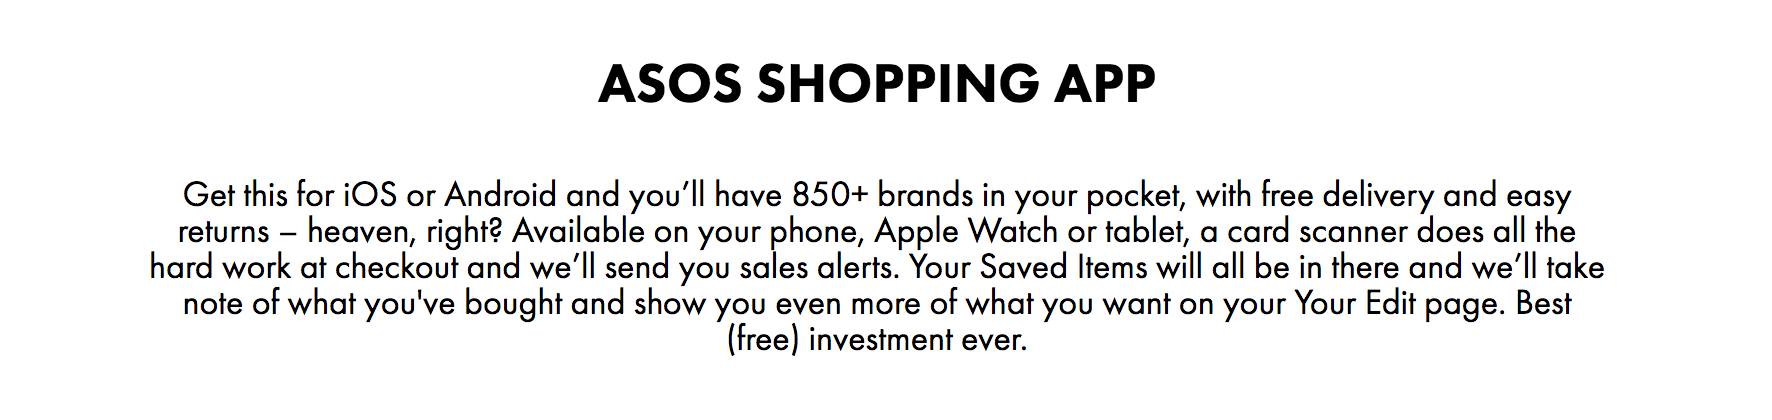 ASOS SHOPPING APP
Get this for iOS or Android and you’ll have 850+ brands in your pocket, with free delivery and easy
returns – heaven, right? Available on your phone, Apple Watch or tablet, a card scanner does all the
hard work at checkout and we’ll send you sales alerts. Your Saved Items will all be in there and we’ll take
note of what you've bought and show you even more of what you want on your Your Edit page. Best
(free) investment ever.